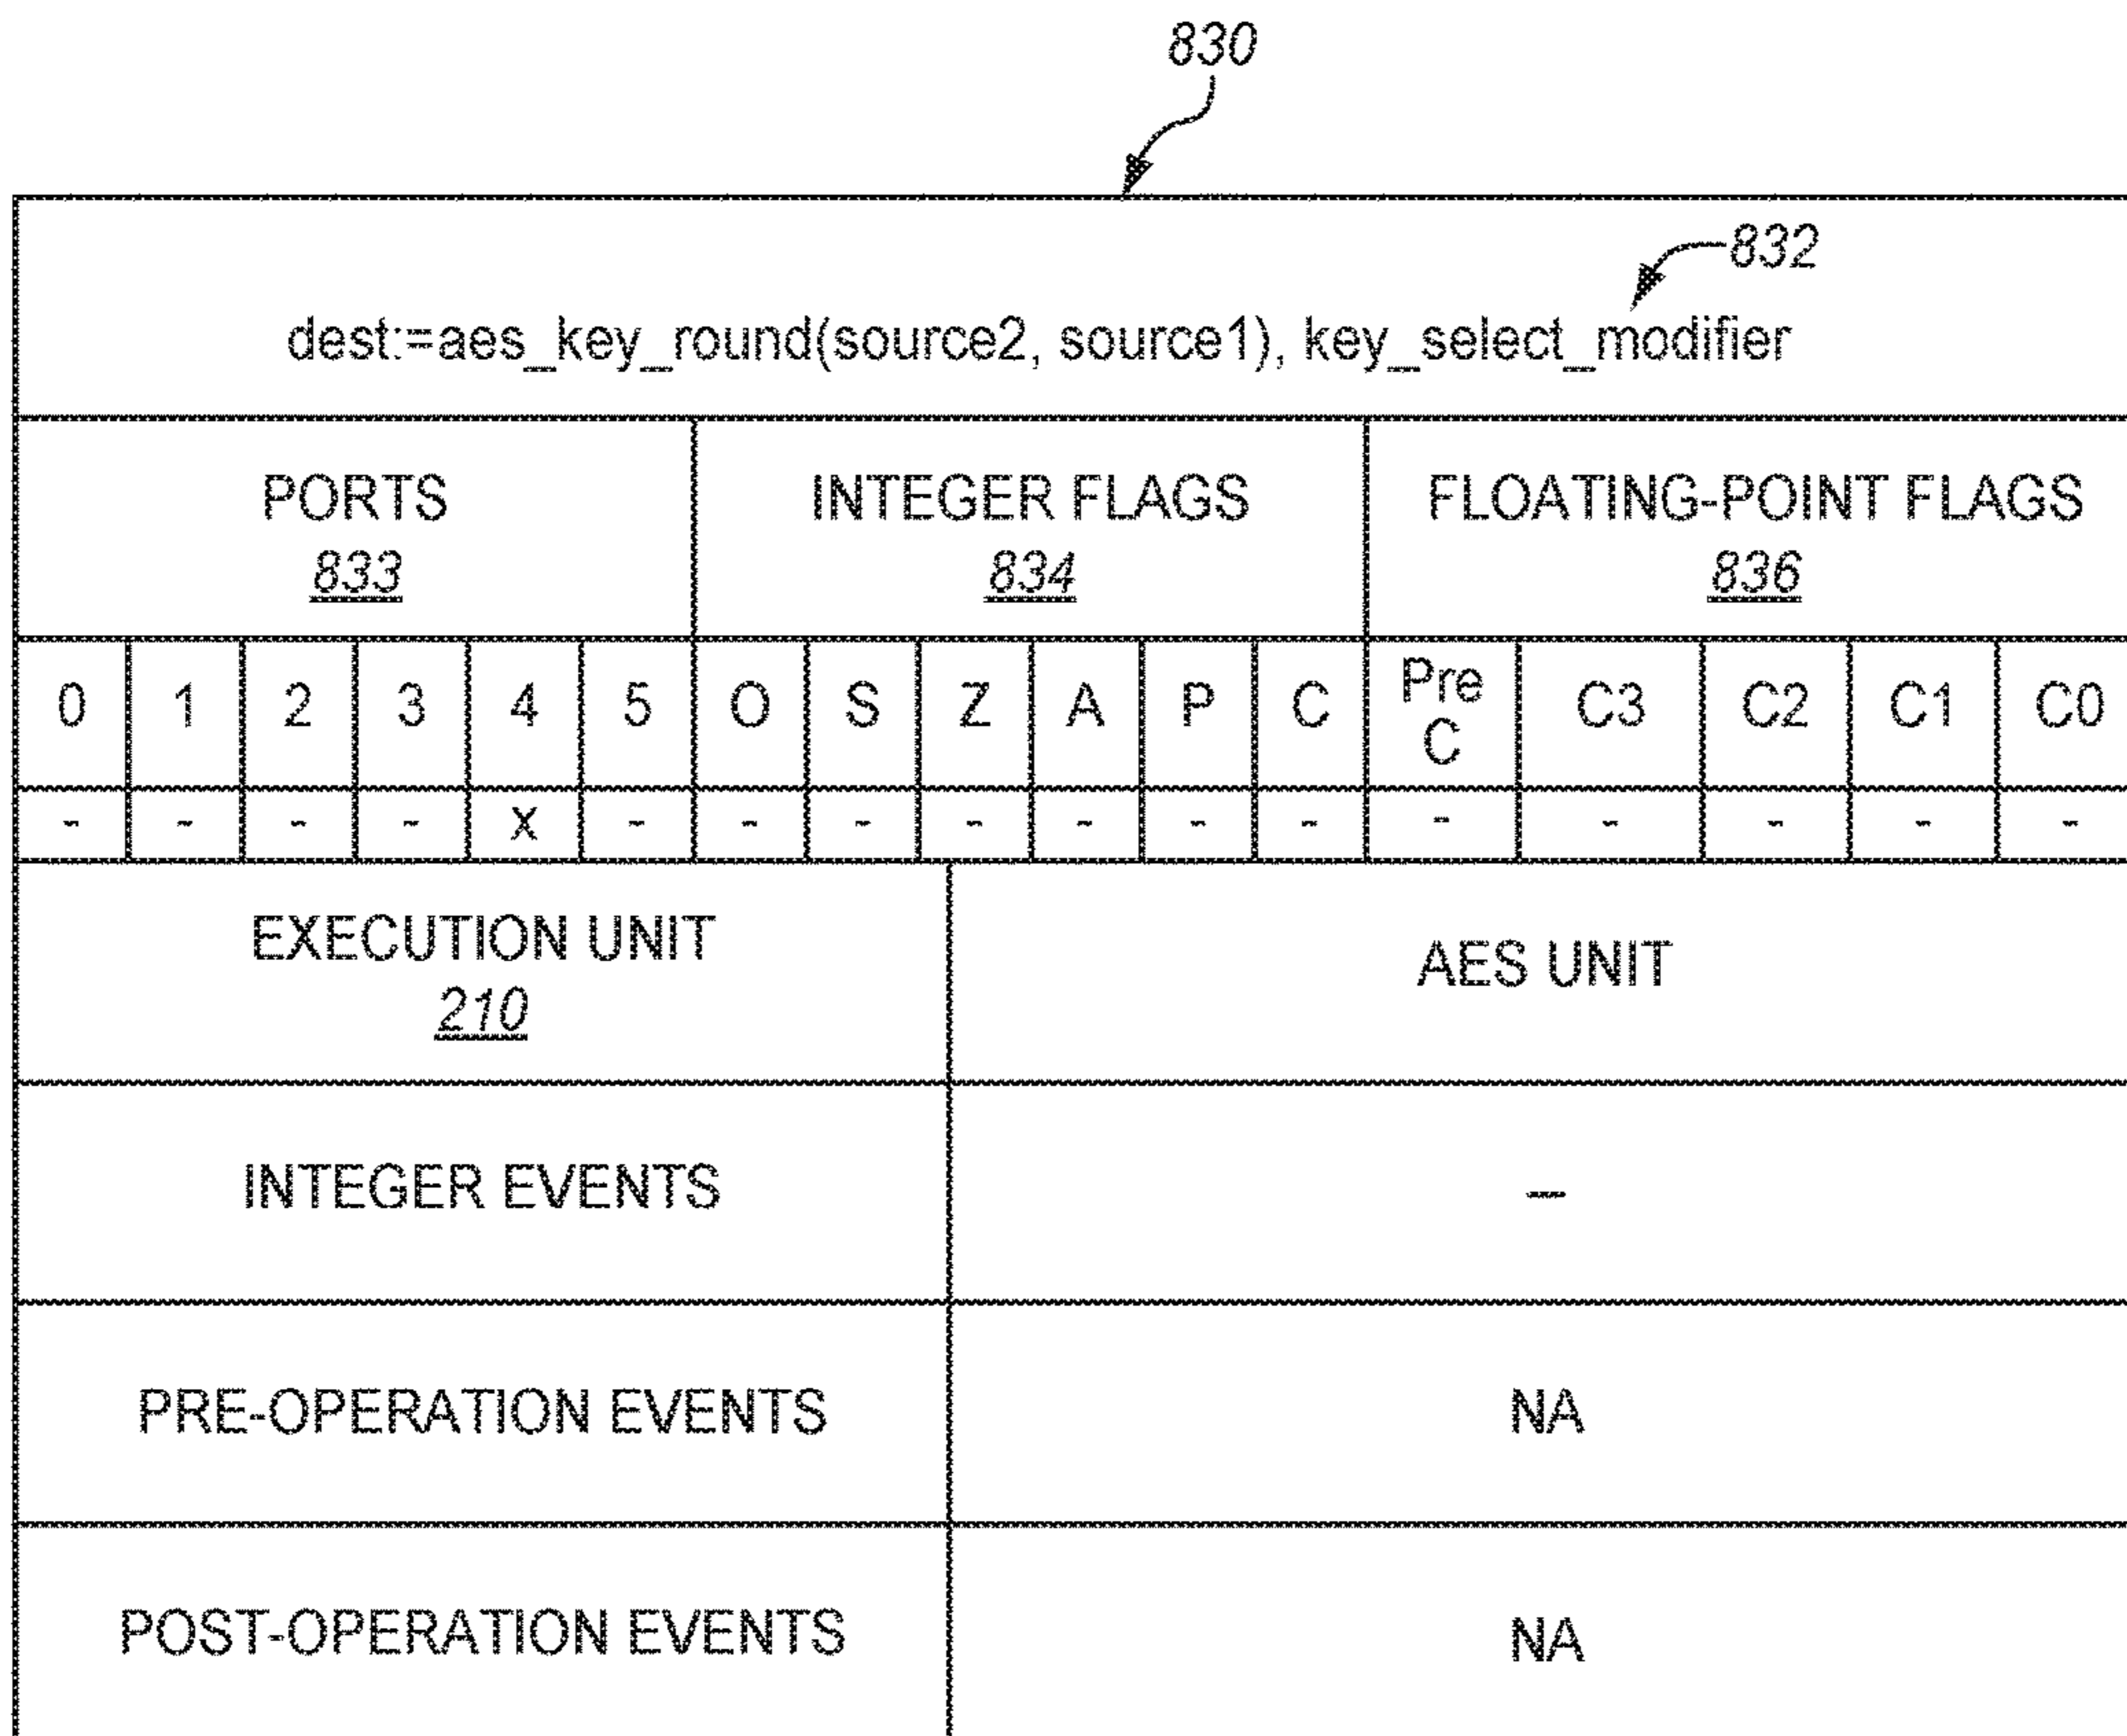 830
832
dest:=aes_key_round(source2, source1), key_select_modifier
PORTS INTEGER FLAGS FLOATING-POINT FLAGS
833 834 836
0 1 2 3 4 5 O S Z A P C Pre C C3 C2 C1 C0
- - - - x - - - - - - - - - - - -
EXECUTION UNIT AES UNIT
210
INTEGER EVENTS —
PRE-OPERATION EVENTS NA
POST-OPERATION EVENTS NA